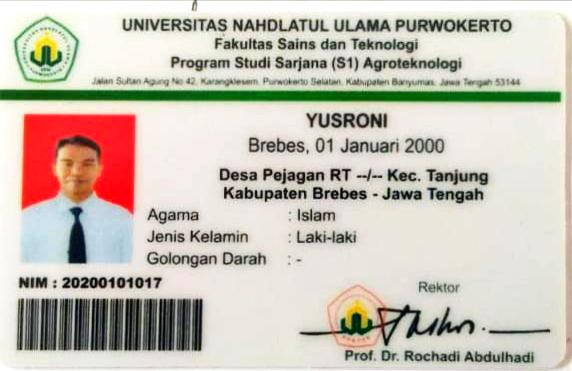 UNIVERSITAS NAHDLATUL ULAMA PURWOKERTO
Fakultas Sains dan Teknologi
Program Studi Sarjana (S1) Agroteknologi
Jalan Sultan Agung No 42, Karangklesem, Purwokerto Selatan, Kabupaten Banyumas, Jawa Tengah 53144
YUSRONI
Brebes, 01 Januari 2000
Desa Pejagan RT --/-- Kec. Tanjung
Kabupaten Brebes - Jawa Tengah
Agama : Islam
Jenis Kelamin : Laki-laki
Golongan Darah : -
NIM : 20200101017
Rektor
Prof. Dr. Rochadi Abdulhadi